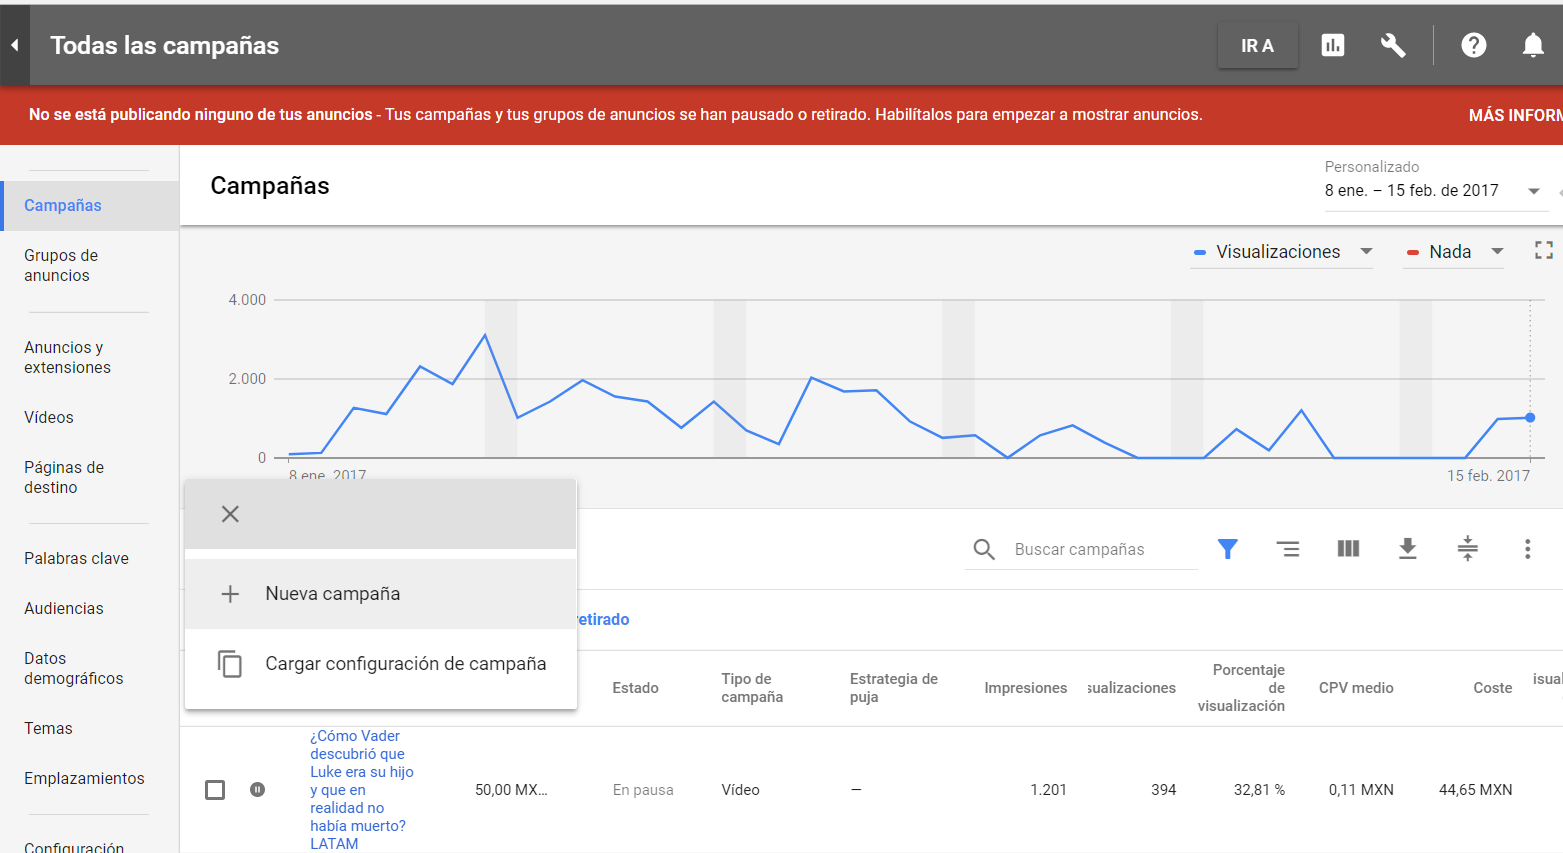 Todas las campañas
IR A
No se está publicando ninguno de tus anuncios - Tus campañas y tus grupos de anuncios se han pausado o retirado. Habilítalos para empezar a mostrar anuncios.
MÁS INFORM
Campañas
Grupos de
anuncios
Anuncios y
extensiones
Vídeos
Páginas de
destino
Palabras clave
Audiencias
Datos
demográficos
Temas
Emplazamientos
Configuración
Campañas
Personalizado
8 ene. – 15 feb. de 2017
Visualizaciones
Nada
4.000
2.000
0
8 ene. 2017
15 feb. 2017
Nueva campaña
Cargar configuración de campaña
Buscar campañas
retirado
Estado
Tipo de
campaña
Estrategia de
puja
Impresiones
sualizaciones
Porcentaje
de
visualización
CPV medio
Coste
isual
¿Cómo Vader
descubrió que
Luke era su hijo
y que en
realidad no
había muerto?
LATAM
50,00 MX...
En pausa
Vídeo
—
1.201
394
32,81 %
0,11 MXN
44,65 MXN